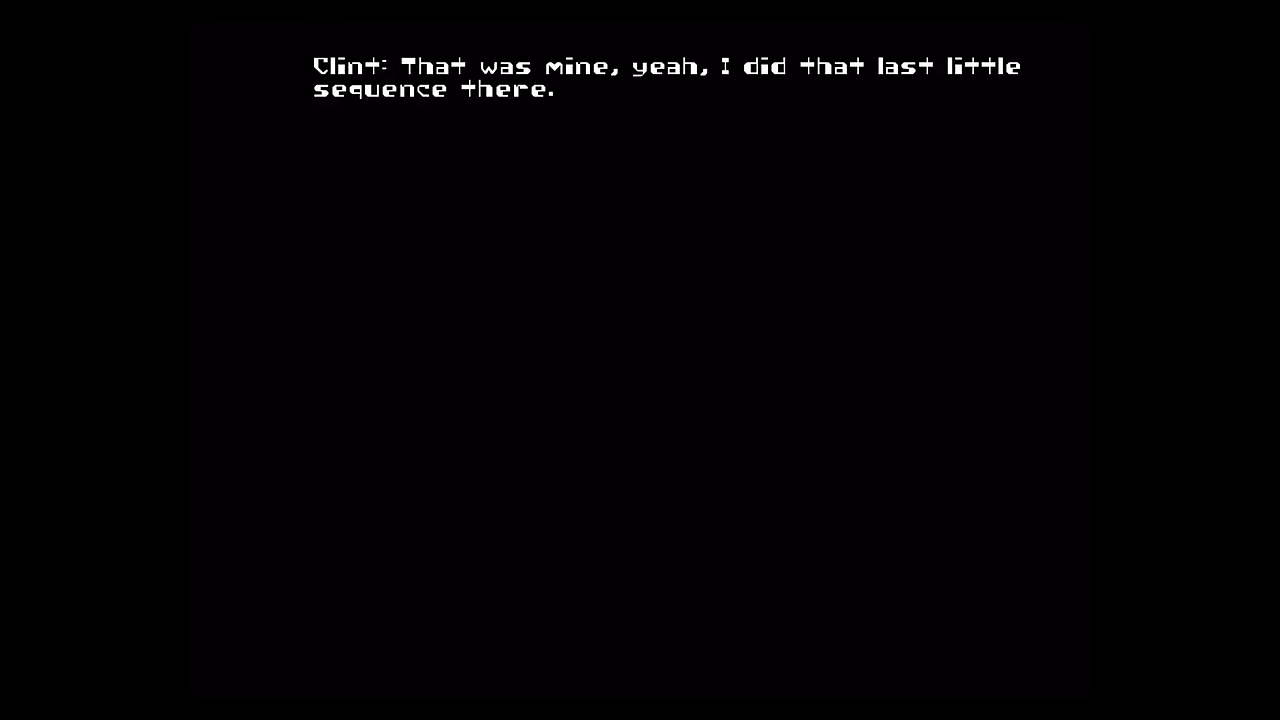 Clint: That was mine, yeah, I did that last little
sequence there.